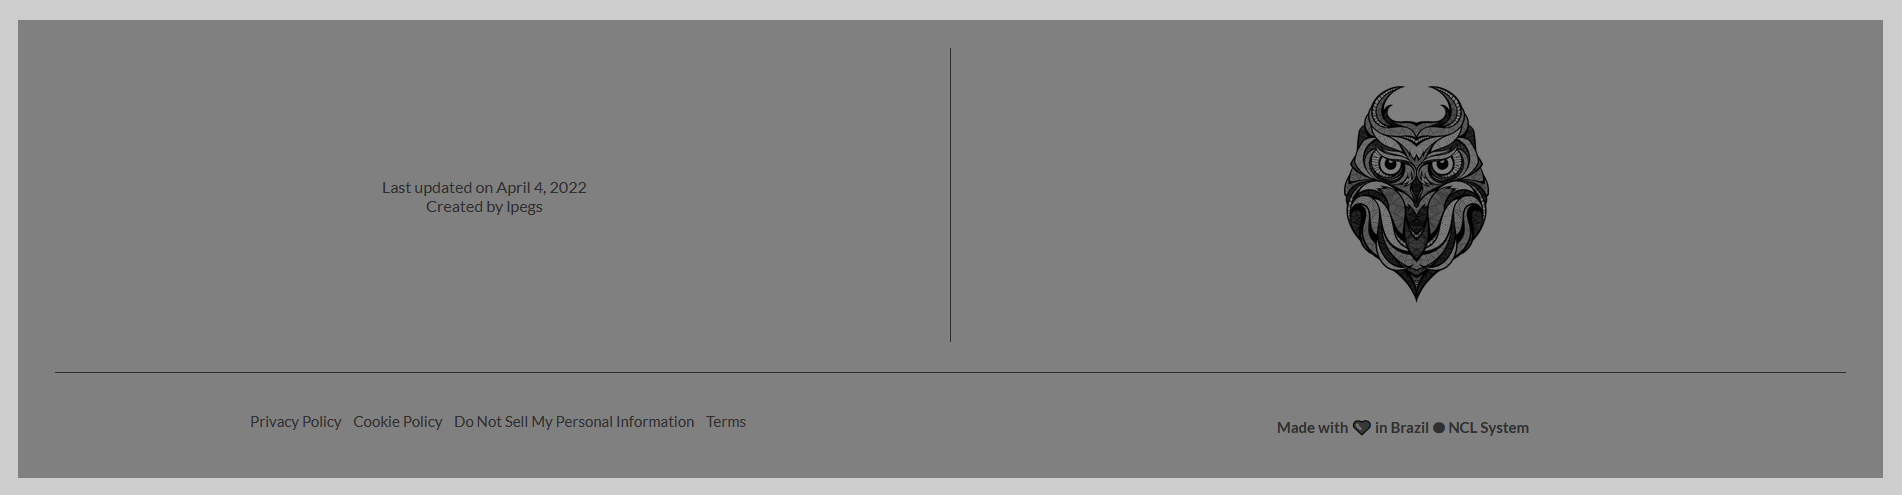 Last updated on April 4, 2022
Created by lpegs
Privacy Policy Cookie Policy Do Not Sell My Personal Information Terms
Made with 🖤 in Brazil ● NCL System